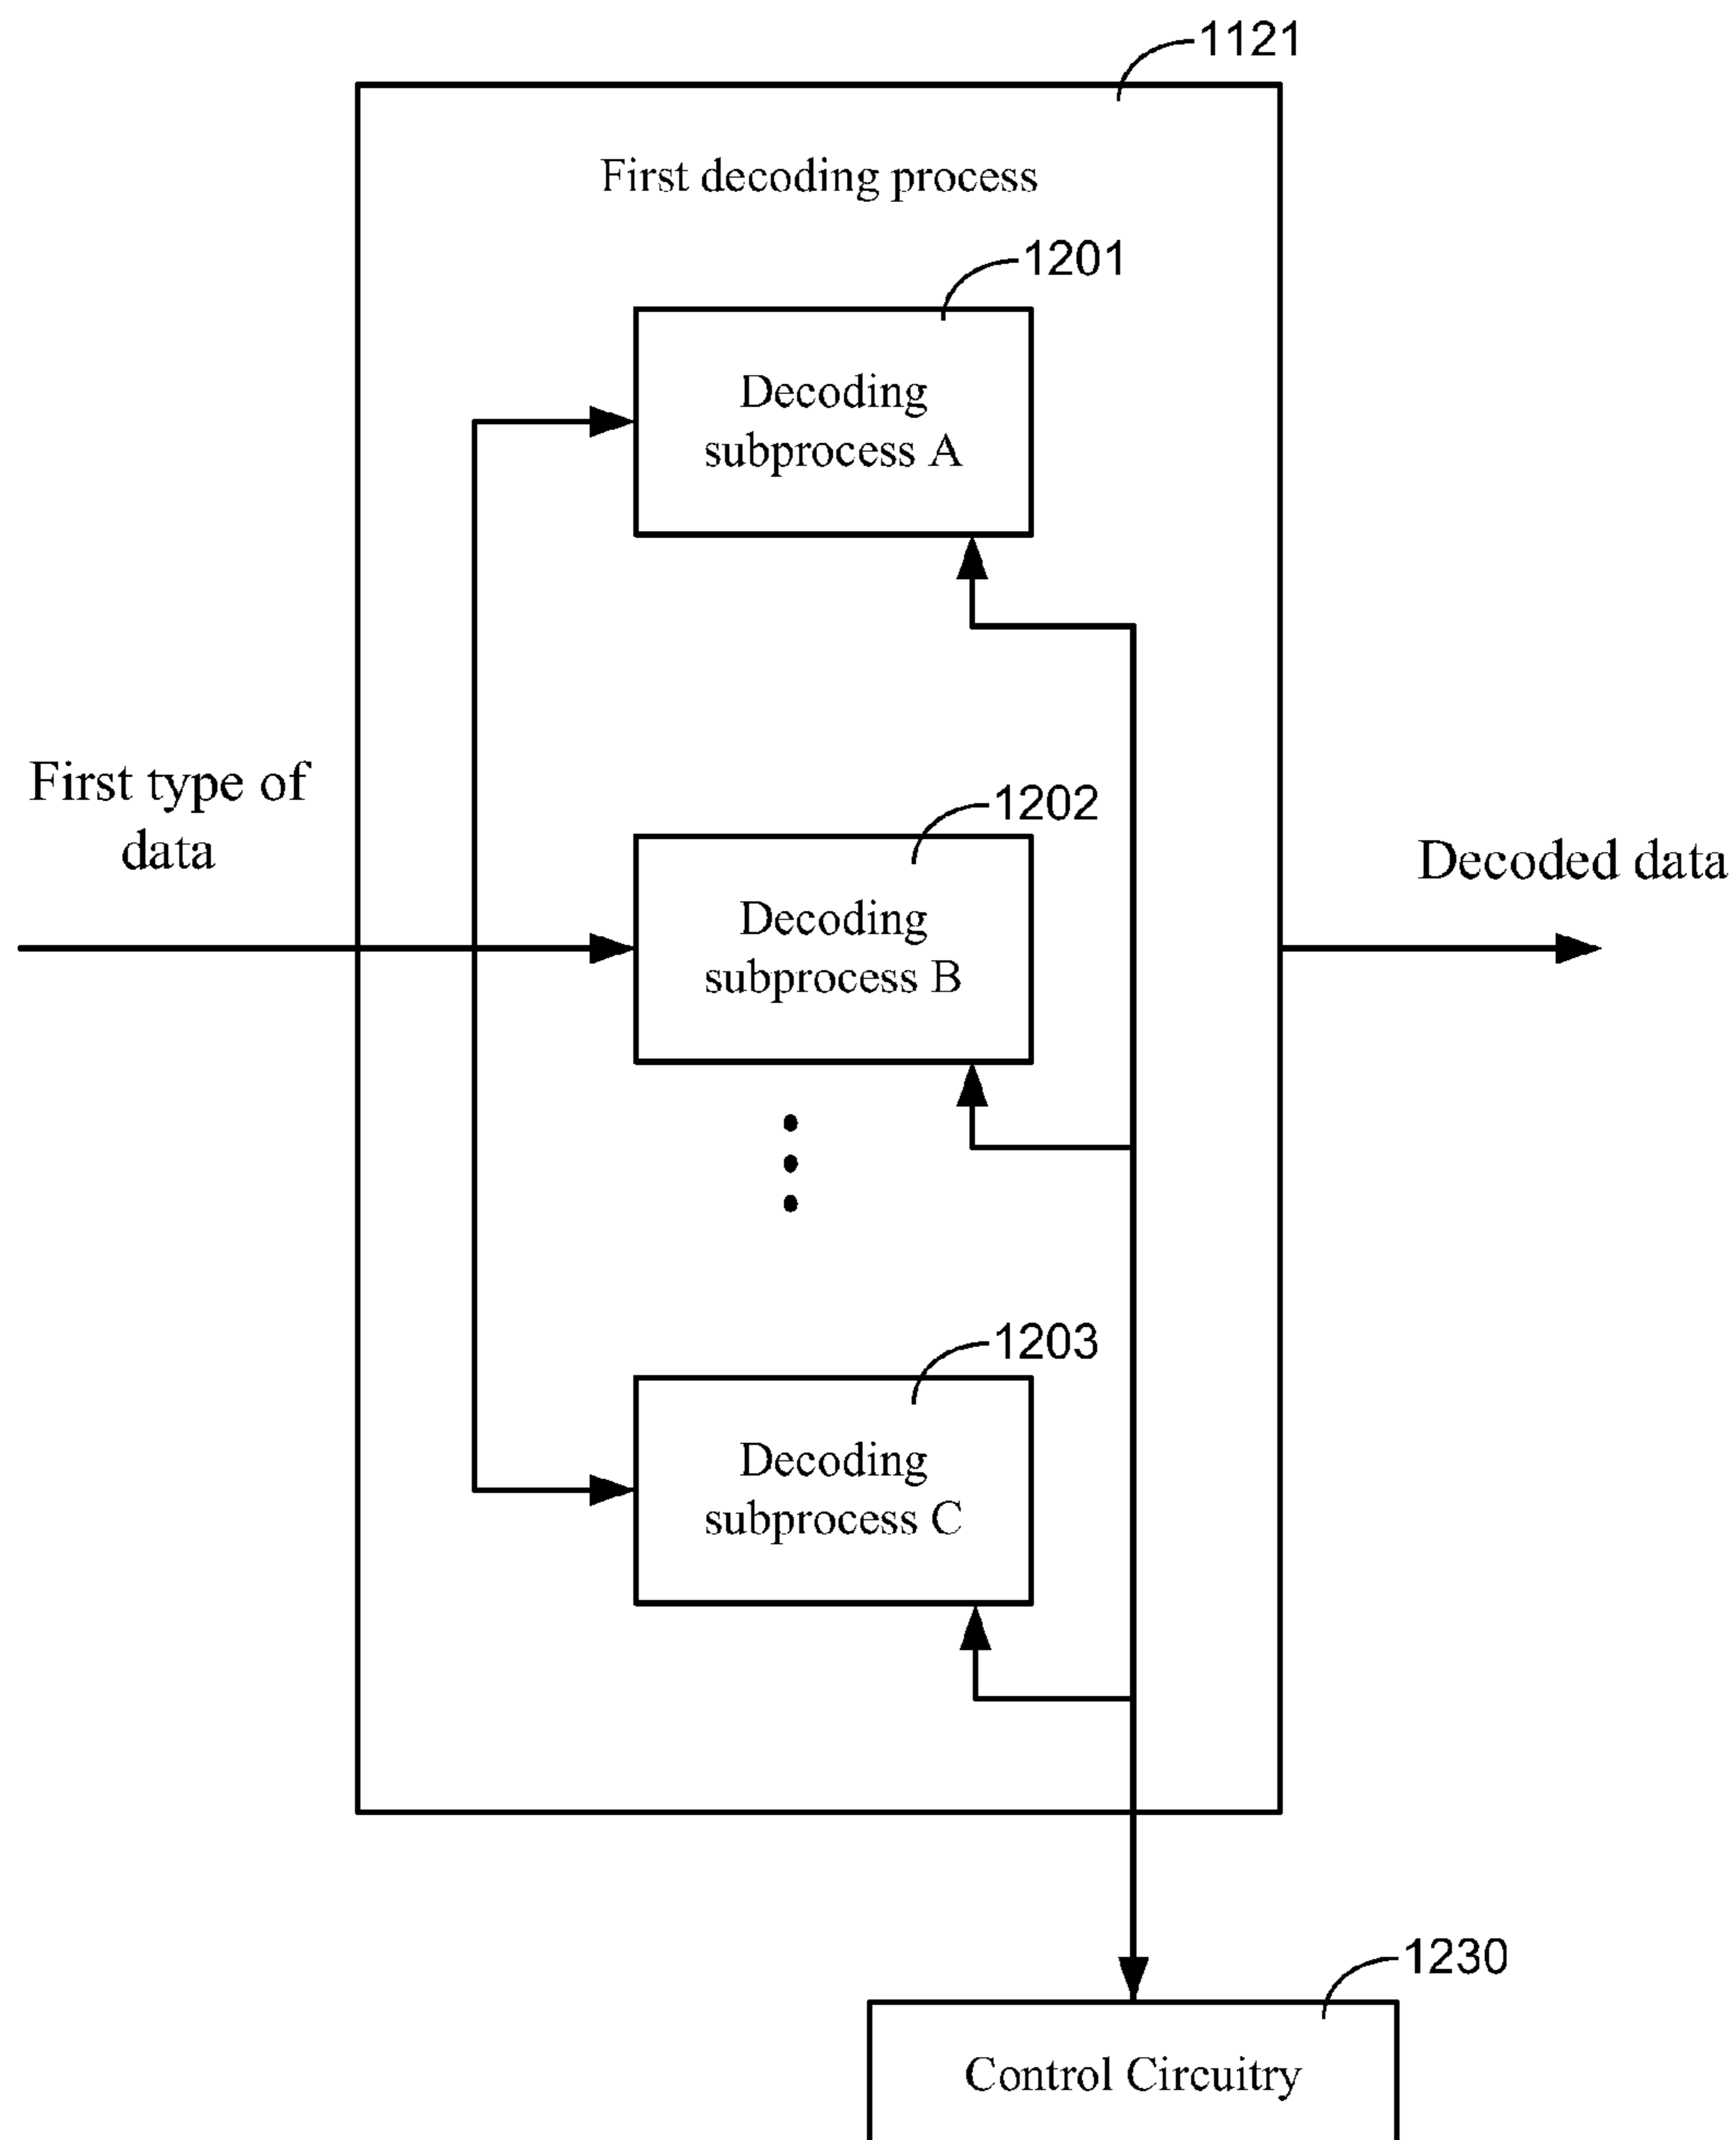 1121
First decoding process
1201
Decoding
subprocess A
First type of
data
1202
Decoding
subprocess B
Decoded data
1203
Decoding
subprocess C
1230
Control Circuitry